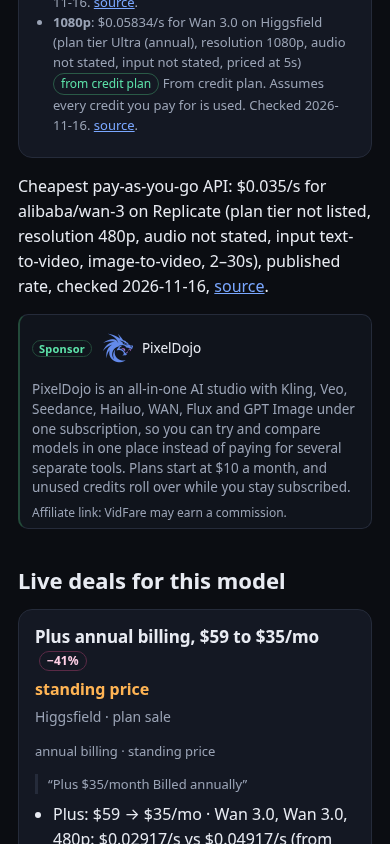 11-16. source.
• 1080p: $0.05834/s for Wan 3.0 on Higgsfield
(plan tier Ultra (annual), resolution 1080p, audio
not stated, input not stated, priced at 5s)
from credit plan From credit plan. Assumes
every credit you pay for is used. Checked 2026-
11-16. source.
Cheapest pay-as-you-go API: $0.035/s for
alibaba/wan-3 on Replicate (plan tier not listed,
resolution 480p, audio not stated, input text-
to-video, image-to-video, 2–30s), published
rate, checked 2026-11-16, source.
Sponsor PixelDojo
PixelDojo is an all-in-one AI studio with Kling, Veo,
Seedance, Hailuo, WAN, Flux and GPT Image under
one subscription, so you can try and compare
models in one place instead of paying for several
separate tools. Plans start at $10 a month, and
unused credits roll over while you stay subscribed.
Affiliate link: VidFare may earn a commission.
Live deals for this model
Plus annual billing, $59 to $35/mo
−41%
standing price
Higgsfield · plan sale
annual billing · standing price
“Plus $35/month Billed annually”
• Plus: $59 → $35/mo · Wan 3.0, Wan 3.0,
480p: $0.02917/s vs $0.04917/s (from